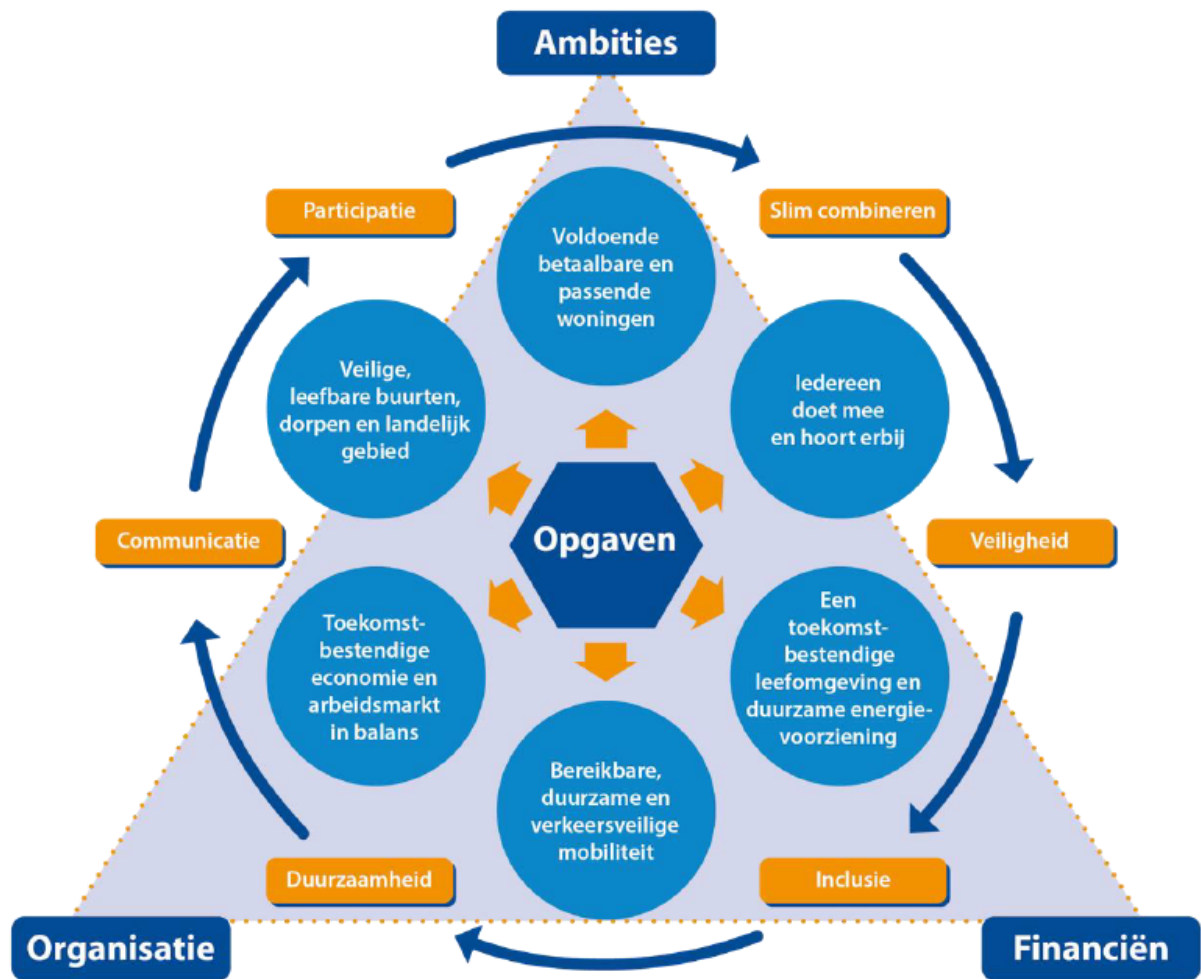 Ambities
Participatie
Slim combineren
Voldoende
betaalbare en
passende
woningen
Veilige,
leefbare buurten,
dorpen en landelijk
gebied
Iedereen
doet mee
en hoort erbij
Communicatie
Opgaven
Veiligheid
Toekomst-
bestendige
economie en
arbeidsmarkt
in balans
Een
toekomst-
bestendige
leefomgeving en
duurzame energie-
voorziening
Bereikbare,
duurzame en
verkeersveilige
mobiliteit
Duurzaamheid
Inclusie
Organisatie
Financiën